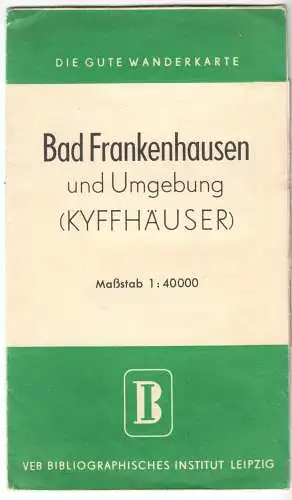 DIE GUTE WANDERKARTE
Bad Frankenhausen
und Umgebung
(KYFFHÄUSER)
Maßstab 1:40000
BI
VEB BIBLIOGRAPHISCHES INSTITUT LEIPZIG